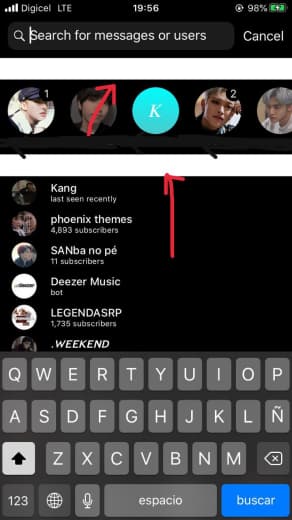 Digicel LTE 19:56 98%
Search for messages or users Cancel
1 K 2
Kang
last seen recently
phoenix themes
4,893 subscribers
SANba no pé
11 subscribers
Deezer Music
bot
LEGENDASRP
1,735 subscribers
.WEEKEND
Q W E R T Y U I O P
A S D F G H J K L Ñ
Z X C V B N M
123 espacio buscar